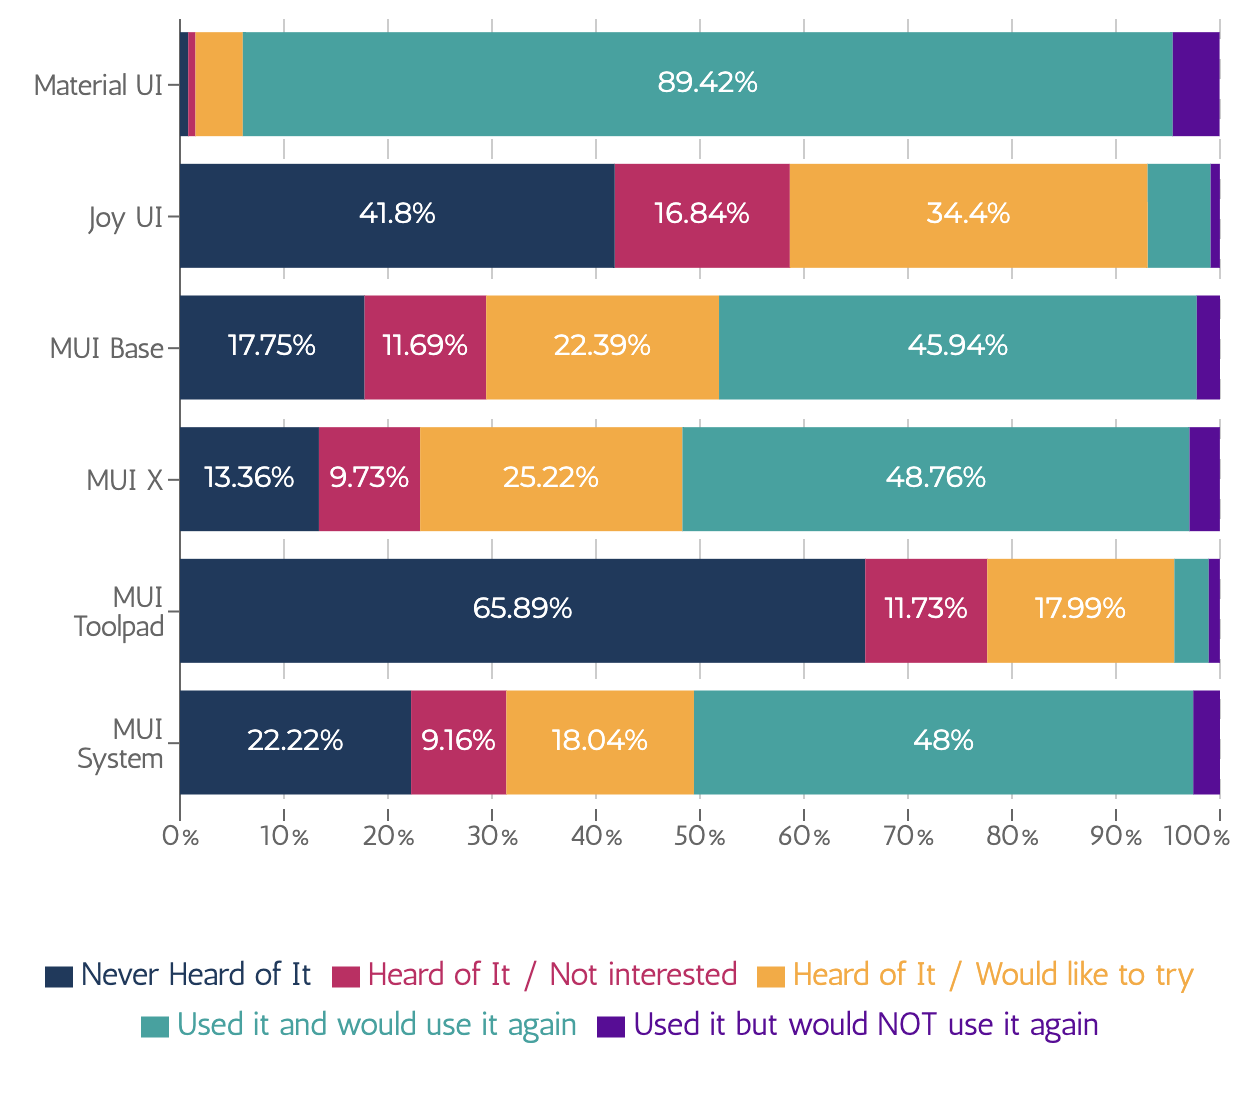 Material UI
89.42%
Joy UI
41.8% 16.84% 34.4%
MUI Base
17.75% 11.69% 22.39% 45.94%
MUI X
13.36% 9.73% 25.22% 48.76%
MUI
Toolpad
65.89% 11.73% 17.99%
MUI
System
22.22% 9.16% 18.04% 48%
0% 10% 20% 30% 40% 50% 60% 70% 80% 90% 100%
Never Heard of It Heard of It / Not interested Heard of It / Would like to try
Used it and would use it again Used it but would NOT use it again